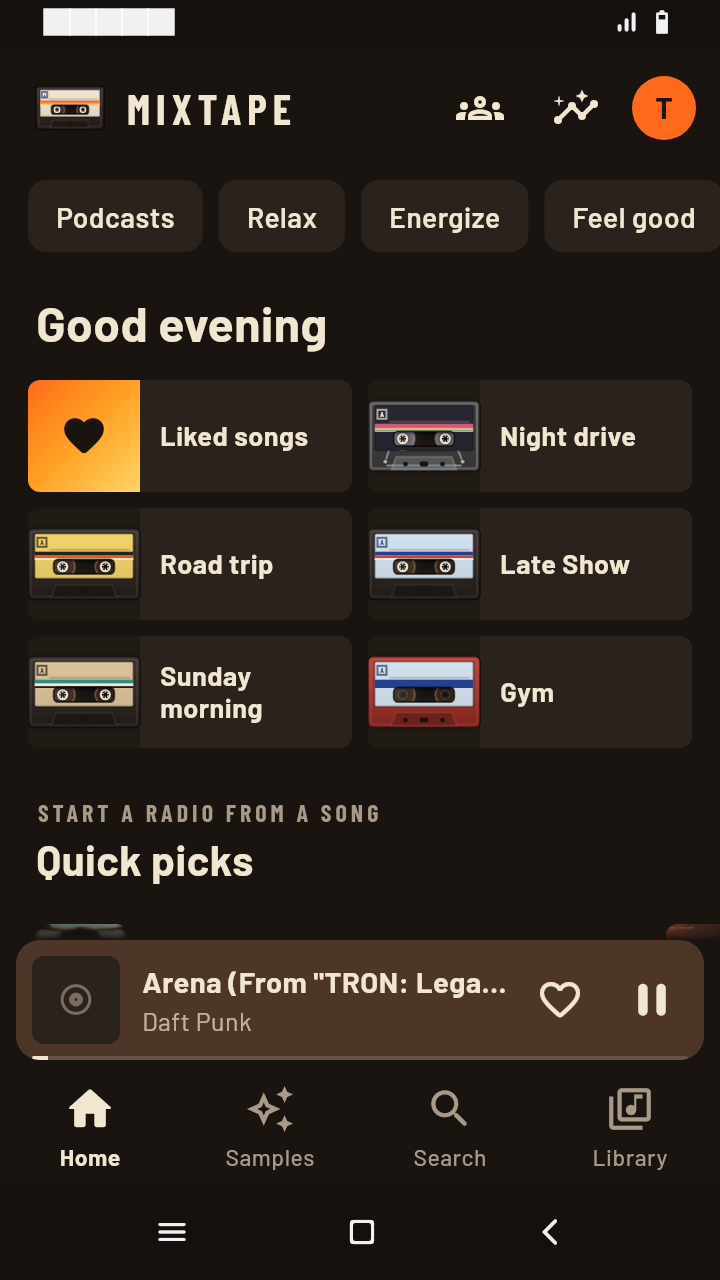 MIXTAPE
T
Podcasts
Relax
Energize
Feel good
Good evening
Liked songs
Night drive
Road trip
Late Show
Sunday
morning
Gym
START A RADIO FROM A SONG
Quick picks
Arena (From "TRON: Lega...
Daft Punk
Home
Samples
Search
Library